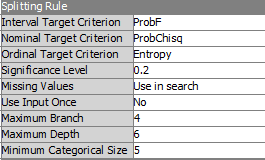 Splitting Rule
Interval Target Criterion ProbF
Nominal Target Criterion ProbChisq
Ordinal Target Criterion Entropy
Significance Level 0.2
Missing Values Use in search
Use Input Once No
Maximum Branch 4
Maximum Depth 6
Minimum Categorical Size 5